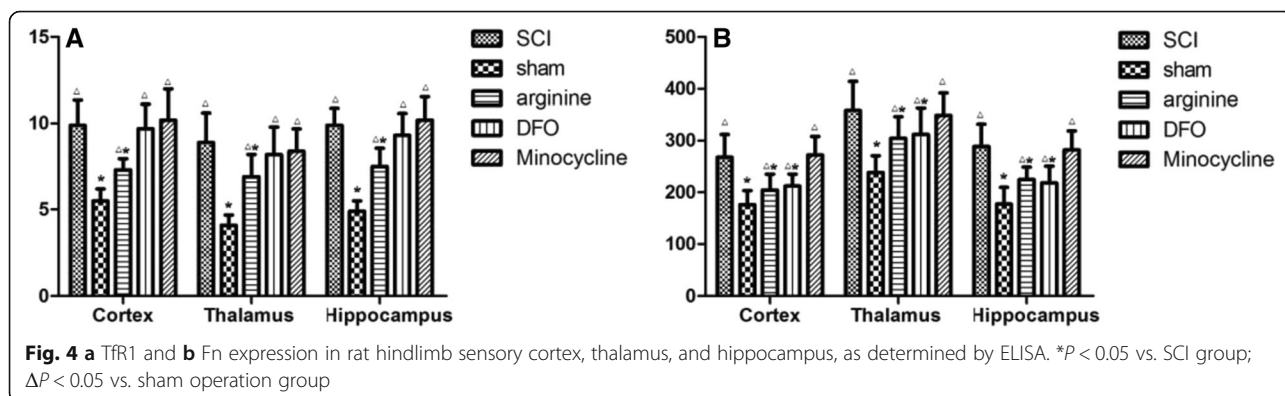 A
15
10
5
0
Cortex Thalamus Hippocampus
SCI
sham
arginine
DFO
Minocycline
B
500
400
300
200
100
0
Cortex Thalamus Hippocampus
SCI
sham
arginine
DFO
Minocycline
Fig. 4 a TfR1 and b Fn expression in rat hindlimb sensory cortex, thalamus, and hippocampus, as determined by ELISA. *P < 0.05 vs. SCI group;
ΔP < 0.05 vs. sham operation group